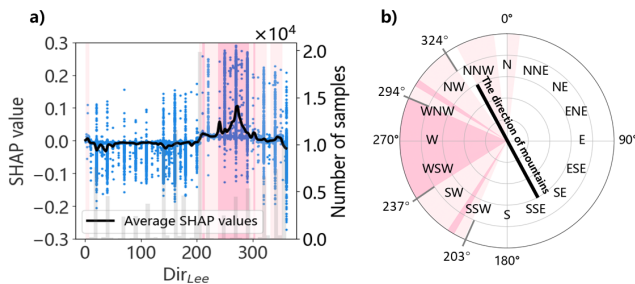 a)
×10⁴
0.3
0.2
0.1
0.0
−0.1
−0.2
−0.3
SHAP value
2.0
1.5
1.0
0.5
0.0
Number of samples
Average SHAP values
0
100
200
300
Dir_Lee
b)
0°
324°
294°
270°
237°
203°
180°
90°
N
NNE
NE
ENE
E
ESE
SE
SSE
S
SSW
SW
WSW
W
WNW
NW
NNW
The direction of mountains